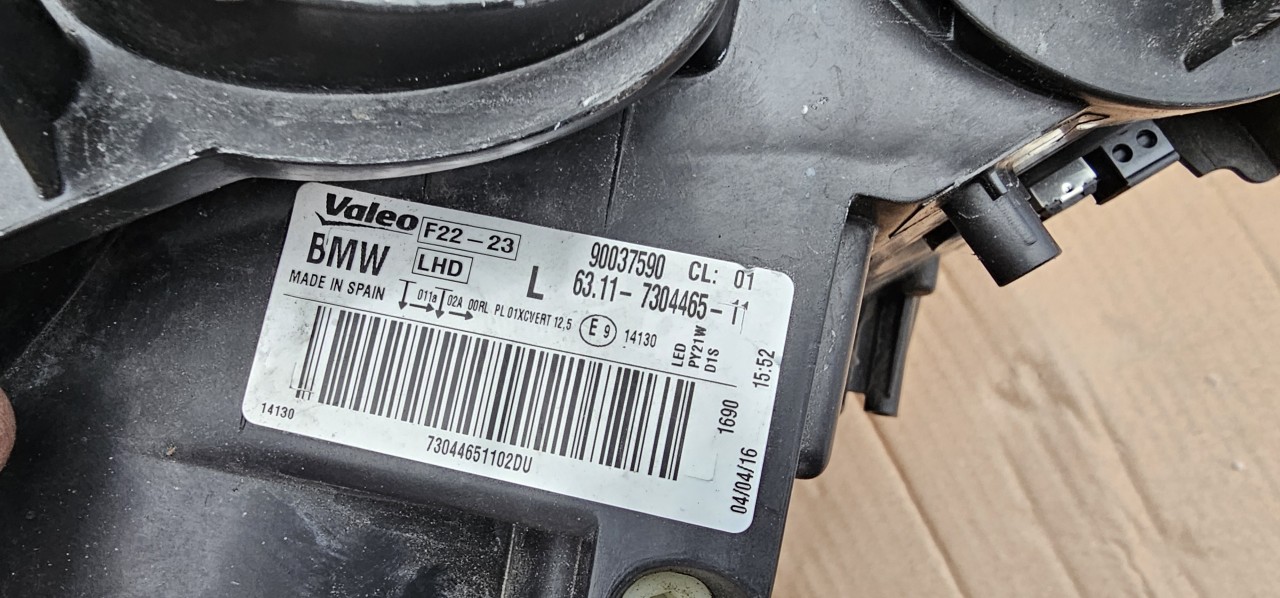 Valeo F22-23 90037590 CL: 01
BMW LHD L 63.11-7304465-11
MADE IN SPAIN 011a 02A 00RL PL 01XCVERT 12,5 E9 14130
LED
PY21W
D1S
14130
73044651102DU
04/04/16 1690 15:52